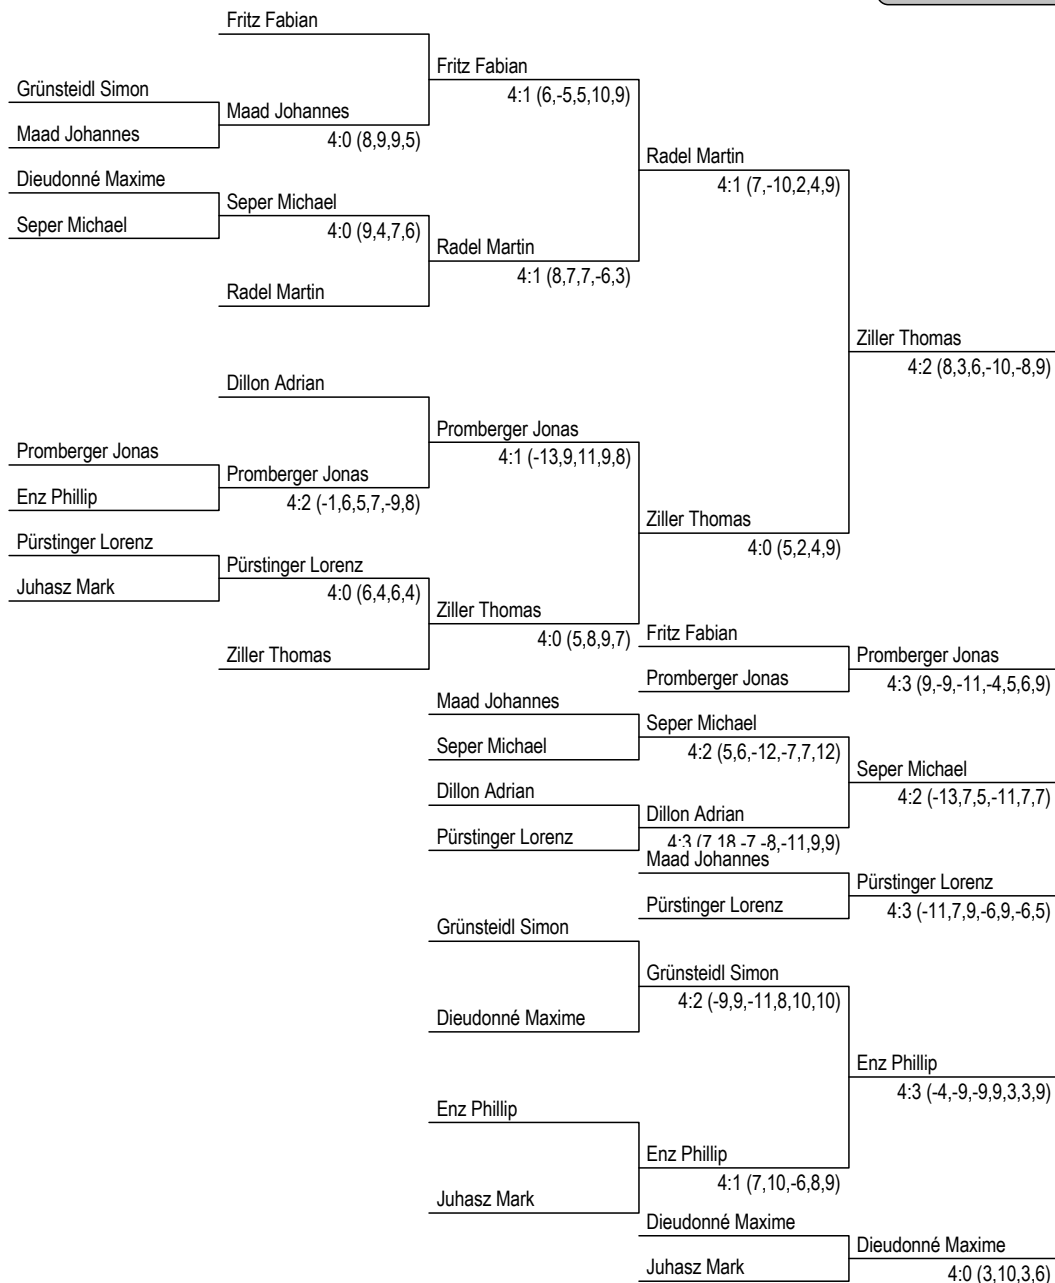 Fritz Fabian
Fritz Fabian
4:1 (6,-5,5,10,9)
Grünsteidl Simon
Maad Johannes
Maad Johannes
4:0 (8,9,9,5)
Radel Martin
4:1 (7,-10,2,4,9)
Dieudonné Maxime
Seper Michael
Seper Michael
4:0 (9,4,7,6)
Radel Martin
4:1 (8,7,7,-6,3)
Radel Martin
Ziller Thomas
4:2 (8,3,6,-10,-8,9)
Dillon Adrian
Promberger Jonas
4:1 (-13,9,11,9,8)
Promberger Jonas
Promberger Jonas
Enz Phillip
4:2 (-1,6,5,7,-9,8)
Ziller Thomas
4:0 (5,2,4,9)
Pürstinger Lorenz
Pürstinger Lorenz
Juhasz Mark
4:0 (6,4,6,4)
Ziller Thomas
4:0 (5,8,9,7)
Ziller Thomas
Fritz Fabian
Promberger Jonas
Promberger Jonas
4:3 (9,-9,-11,-4,5,6,9)
Maad Johannes
Seper Michael
Seper Michael
4:2 (5,6,-12,-7,7,12)
Seper Michael
4:2 (-13,7,5,-11,7,7)
Dillon Adrian
Dillon Adrian
Pürstinger Lorenz
4:3 (7,18,-7,-8,-11,9,9)
Maad Johannes
Pürstinger Lorenz
Pürstinger Lorenz
4:3 (-11,7,9,-6,9,-6,5)
Grünsteidl Simon
Grünsteidl Simon
4:2 (-9,9,-11,8,10,10)
Dieudonné Maxime
Enz Phillip
4:3 (-4,-9,-9,9,3,3,9)
Enz Phillip
Enz Phillip
4:1 (7,10,-6,8,9)
Juhasz Mark
Dieudonné Maxime
Dieudonné Maxime
Juhasz Mark
4:0 (3,10,3,6)